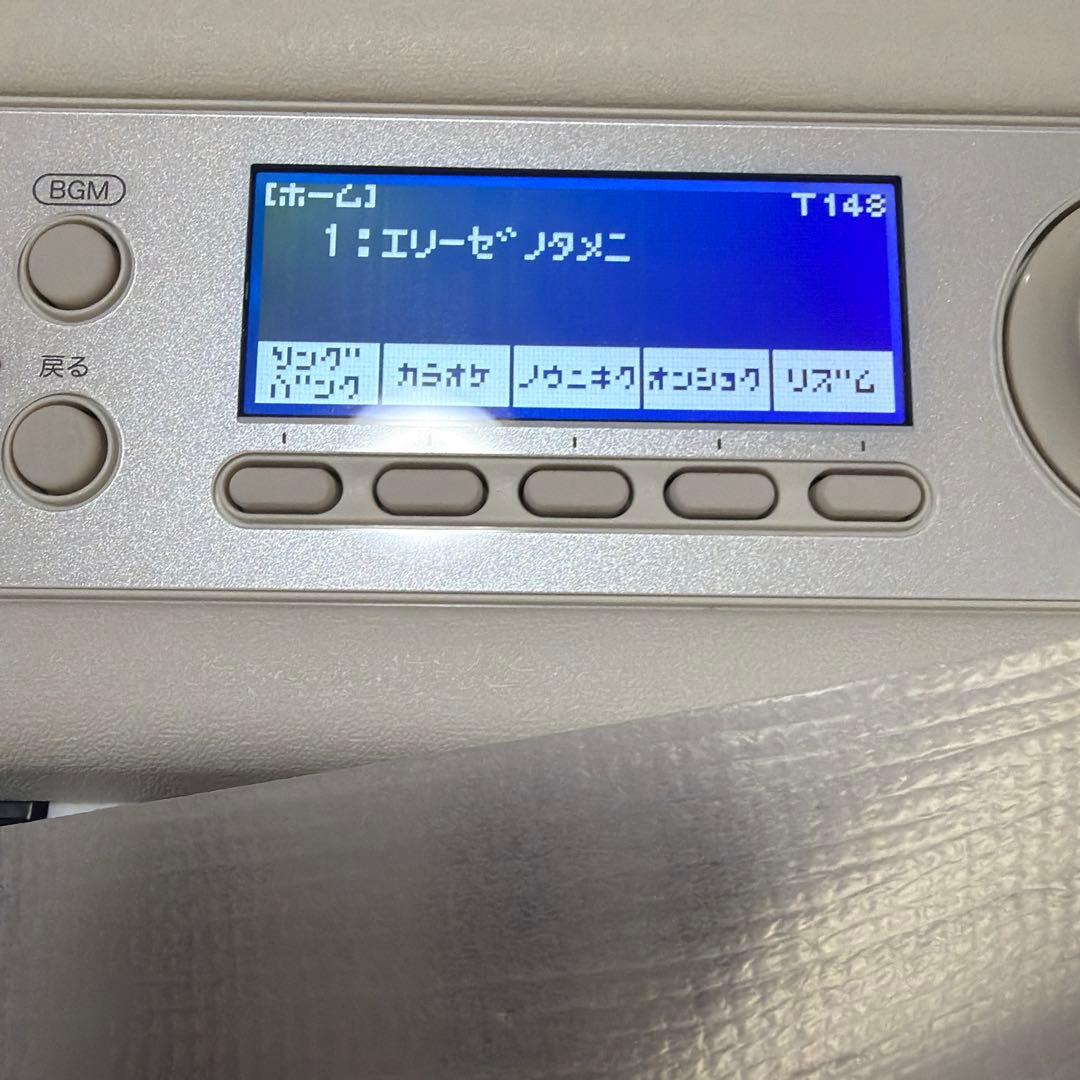 BGM
戻る
[ホーム]
T148
1:エリーゼノタメニ
ソング
バンク
カラオケ
ノウニキク
オンショク
リズム